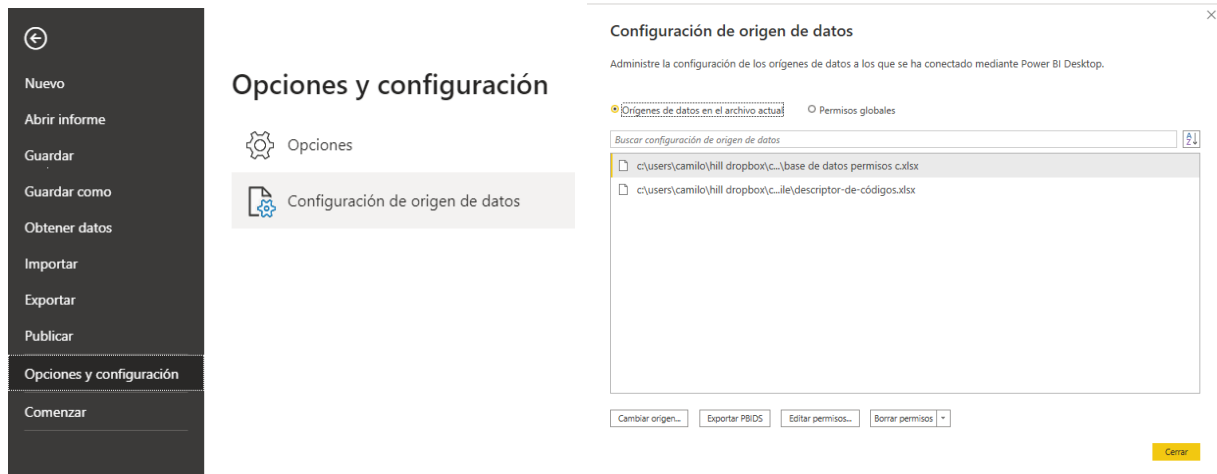 Nuevo
Abrir informe
Guardar
Guardar como
Obtener datos
Importar
Exportar
Publicar
Opciones y configuración
Comenzar
Opciones y configuración
Opciones
Configuración de origen de datos
Configuración de origen de datos
Administre la configuración de los orígenes de datos a los que se ha conectado mediante Power BI Desktop.
Orígenes de datos en el archivo actual Permisos globales
Buscar configuración de origen de datos
c:\users\camilo\hill dropbox\c...\base de datos permisos c.xlsx
c:\users\camilo\hill dropbox\c...ile\descriptor-de-códigos.xlsx
Cambiar origen... Exportar PBIDS Editar permisos... Borrar permisos
Cerrar